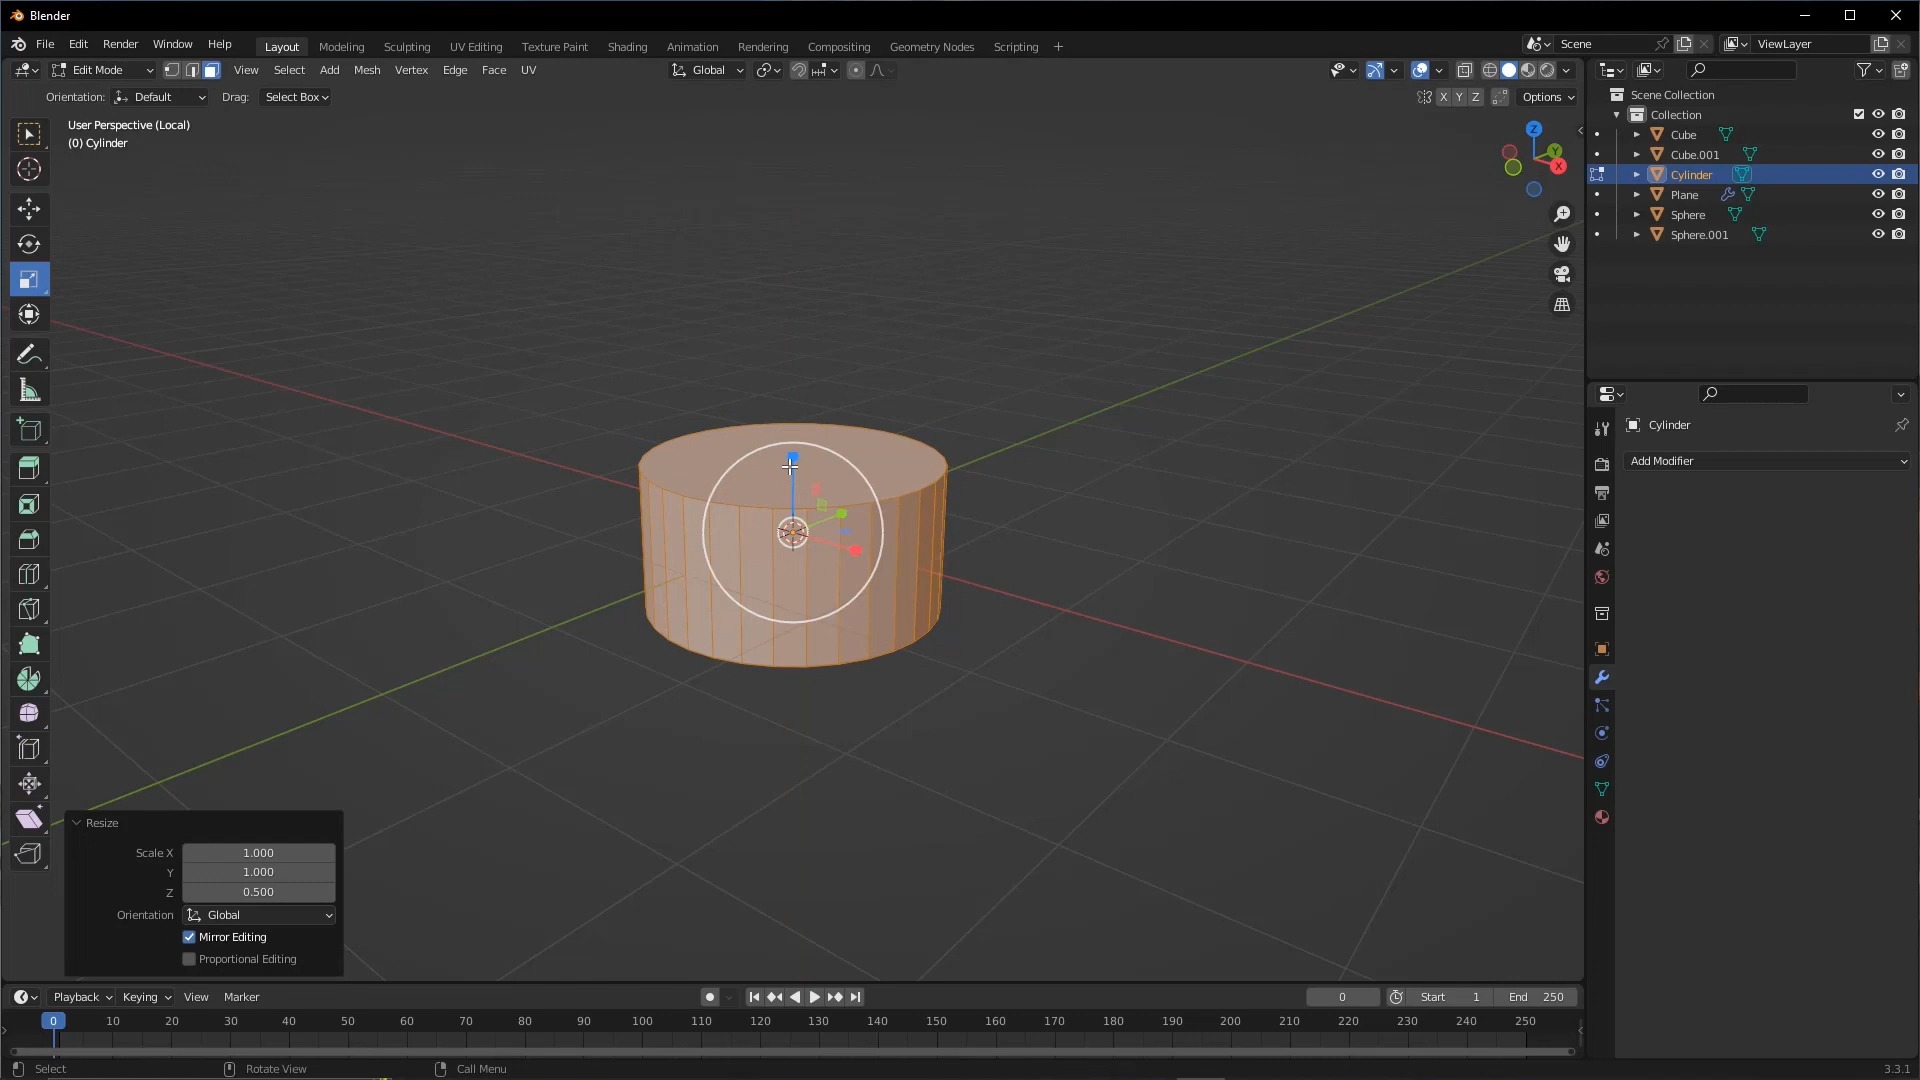 Blender
File Edit Render Window Help Layout Modeling Sculpting UV Editing Texture Paint Shading Animation Rendering Compositing Geometry Nodes Scripting + Scene ViewLayer
Edit Mode View Select Add Mesh Vertex Edge Face UV Global
Orientation: Default Drag: Select Box X Y Z Options
User Perspective (Local)
(0) Cylinder
Z
Y
X
Scene Collection
Collection
Cube
Cube.001
Cylinder
Plane
Sphere
Sphere.001
Cylinder
Add Modifier
Resize
Scale X 1.000
Y 1.000
Z 0.500
Orientation Global
Mirror Editing
Proportional Editing
Playback Keying View Marker 0 Start 1 End 250
0 10 20 30 40 50 60 70 80 90 100 110 120 130 140 150 160 170 180 190 200 210 220 230 240 250
Select Rotate View Call Menu 3.3.1